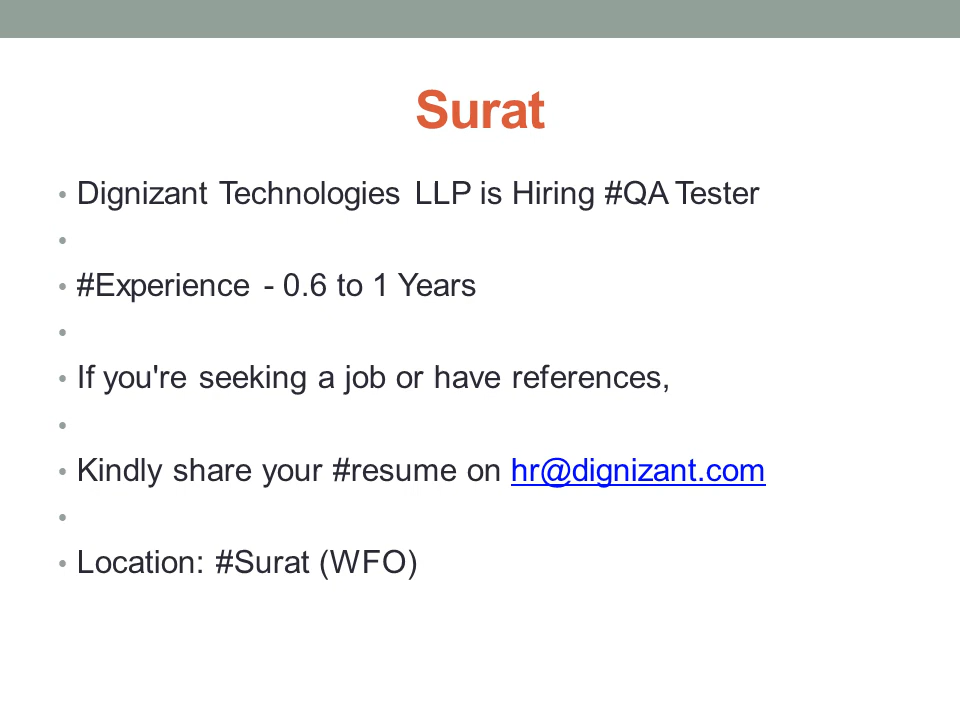 Surat
• Dignizant Technologies LLP is Hiring #QA Tester
•
• #Experience - 0.6 to 1 Years
•
• If you're seeking a job or have references,
•
• Kindly share your #resume on hr@dignizant.com
•
• Location: #Surat (WFO)